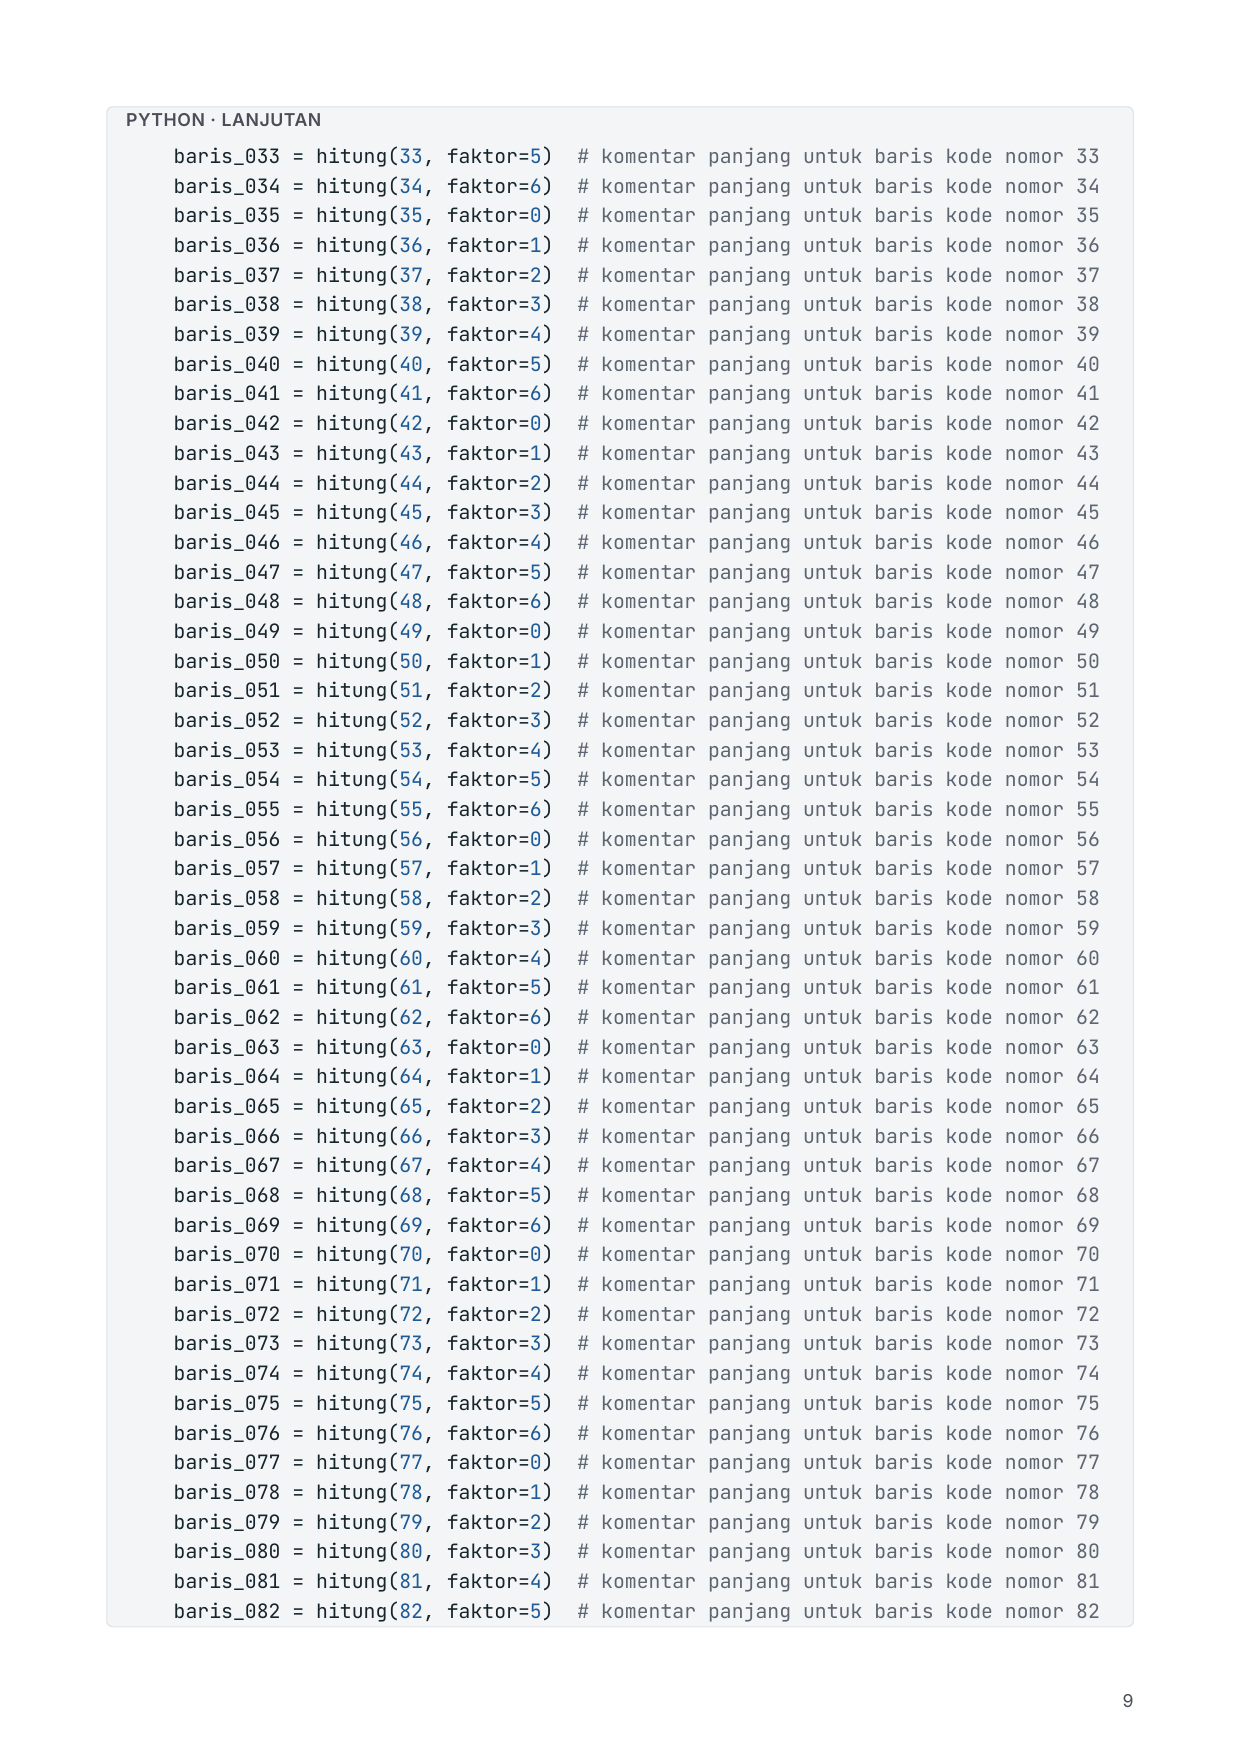 PYTHON · LANJUTAN
baris_033 = hitung(33, faktor=5)  # komentar panjang untuk baris kode nomor 33
baris_034 = hitung(34, faktor=6)  # komentar panjang untuk baris kode nomor 34
baris_035 = hitung(35, faktor=0)  # komentar panjang untuk baris kode nomor 35
baris_036 = hitung(36, faktor=1)  # komentar panjang untuk baris kode nomor 36
baris_037 = hitung(37, faktor=2)  # komentar panjang untuk baris kode nomor 37
baris_038 = hitung(38, faktor=3)  # komentar panjang untuk baris kode nomor 38
baris_039 = hitung(39, faktor=4)  # komentar panjang untuk baris kode nomor 39
baris_040 = hitung(40, faktor=5)  # komentar panjang untuk baris kode nomor 40
baris_041 = hitung(41, faktor=6)  # komentar panjang untuk baris kode nomor 41
baris_042 = hitung(42, faktor=0)  # komentar panjang untuk baris kode nomor 42
baris_043 = hitung(43, faktor=1)  # komentar panjang untuk baris kode nomor 43
baris_044 = hitung(44, faktor=2)  # komentar panjang untuk baris kode nomor 44
baris_045 = hitung(45, faktor=3)  # komentar panjang untuk baris kode nomor 45
baris_046 = hitung(46, faktor=4)  # komentar panjang untuk baris kode nomor 46
baris_047 = hitung(47, faktor=5)  # komentar panjang untuk baris kode nomor 47
baris_048 = hitung(48, faktor=6)  # komentar panjang untuk baris kode nomor 48
baris_049 = hitung(49, faktor=0)  # komentar panjang untuk baris kode nomor 49
baris_050 = hitung(50, faktor=1)  # komentar panjang untuk baris kode nomor 50
baris_051 = hitung(51, faktor=2)  # komentar panjang untuk baris kode nomor 51
baris_052 = hitung(52, faktor=3)  # komentar panjang untuk baris kode nomor 52
baris_053 = hitung(53, faktor=4)  # komentar panjang untuk baris kode nomor 53
baris_054 = hitung(54, faktor=5)  # komentar panjang untuk baris kode nomor 54
baris_055 = hitung(55, faktor=6)  # komentar panjang untuk baris kode nomor 55
baris_056 = hitung(56, faktor=0)  # komentar panjang untuk baris kode nomor 56
baris_057 = hitung(57, faktor=1)  # komentar panjang untuk baris kode nomor 57
baris_058 = hitung(58, faktor=2)  # komentar panjang untuk baris kode nomor 58
baris_059 = hitung(59, faktor=3)  # komentar panjang untuk baris kode nomor 59
baris_060 = hitung(60, faktor=4)  # komentar panjang untuk baris kode nomor 60
baris_061 = hitung(61, faktor=5)  # komentar panjang untuk baris kode nomor 61
baris_062 = hitung(62, faktor=6)  # komentar panjang untuk baris kode nomor 62
baris_063 = hitung(63, faktor=0)  # komentar panjang untuk baris kode nomor 63
baris_064 = hitung(64, faktor=1)  # komentar panjang untuk baris kode nomor 64
baris_065 = hitung(65, faktor=2)  # komentar panjang untuk baris kode nomor 65
baris_066 = hitung(66, faktor=3)  # komentar panjang untuk baris kode nomor 66
baris_067 = hitung(67, faktor=4)  # komentar panjang untuk baris kode nomor 67
baris_068 = hitung(68, faktor=5)  # komentar panjang untuk baris kode nomor 68
baris_069 = hitung(69, faktor=6)  # komentar panjang untuk baris kode nomor 69
baris_070 = hitung(70, faktor=0)  # komentar panjang untuk baris kode nomor 70
baris_071 = hitung(71, faktor=1)  # komentar panjang untuk baris kode nomor 71
baris_072 = hitung(72, faktor=2)  # komentar panjang untuk baris kode nomor 72
baris_073 = hitung(73, faktor=3)  # komentar panjang untuk baris kode nomor 73
baris_074 = hitung(74, faktor=4)  # komentar panjang untuk baris kode nomor 74
baris_075 = hitung(75, faktor=5)  # komentar panjang untuk baris kode nomor 75
baris_076 = hitung(76, faktor=6)  # komentar panjang untuk baris kode nomor 76
baris_077 = hitung(77, faktor=0)  # komentar panjang untuk baris kode nomor 77
baris_078 = hitung(78, faktor=1)  # komentar panjang untuk baris kode nomor 78
baris_079 = hitung(79, faktor=2)  # komentar panjang untuk baris kode nomor 79
baris_080 = hitung(80, faktor=3)  # komentar panjang untuk baris kode nomor 80
baris_081 = hitung(81, faktor=4)  # komentar panjang untuk baris kode nomor 81
baris_082 = hitung(82, faktor=5)  # komentar panjang untuk baris kode nomor 82
9